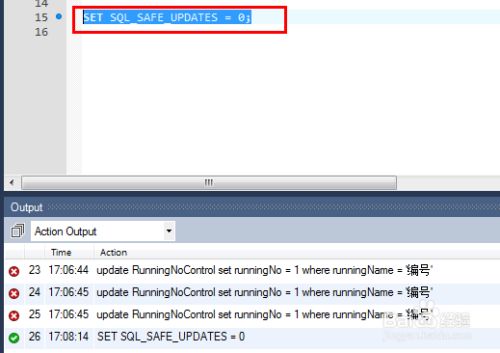 14
15 SET SQL_SAFE_UPDATES = 0;
16
Output
Action Output
Time Action
23 17:06:44 update RunningNoControl set runningNo = 1 where runningName = '编号'
24 17:06:45 update RunningNoControl set runningNo = 1 where runningName = '编号'
25 17:06:45 update RunningNoControl set runningNo = 1 where runningName = '编号'
26 17:08:14 SET SQL_SAFE_UPDATES = 0
Baidu 经验
jingyan.baidu.com